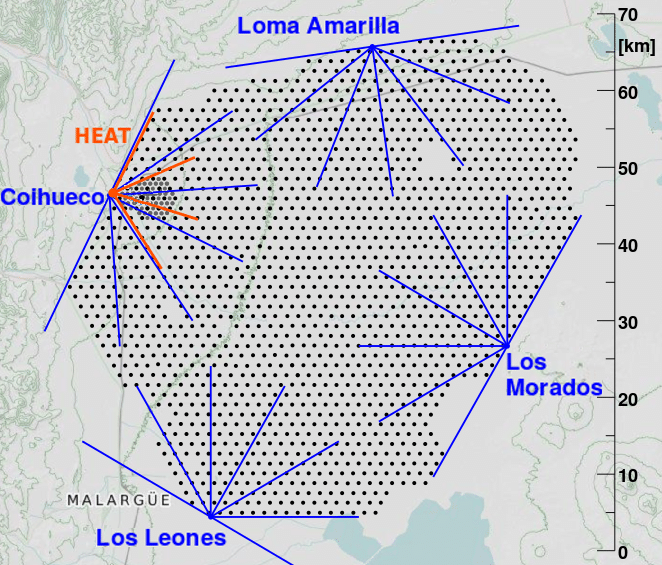 Loma Amarilla
70
[km]
60
HEAT
50
Coihueco
40
30
Los
Morados
20
10
MALARGÜE
Los Leones
0